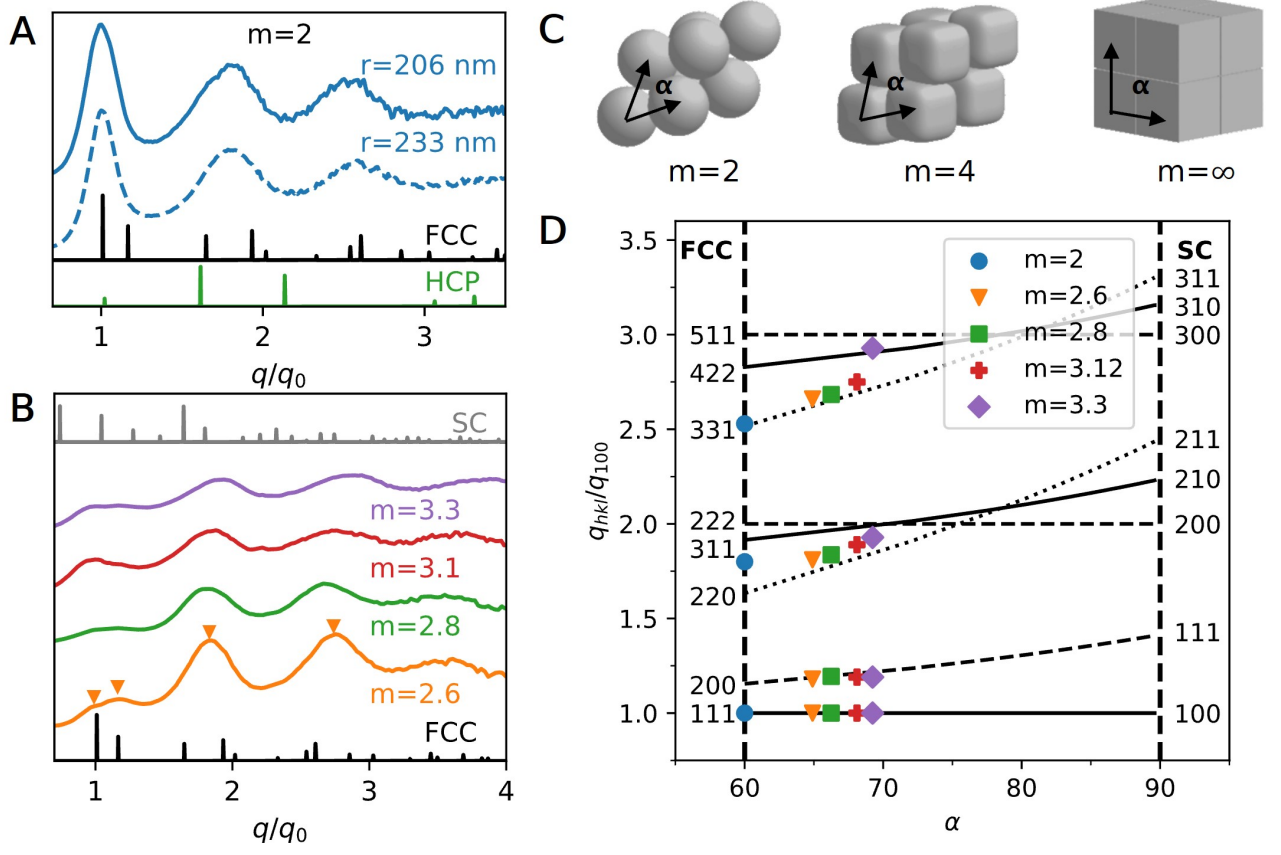 A
m=2
r=206 nm
r=233 nm
FCC
HCP
1
2
3
q/q0
B
SC
m=3.3
m=3.1
m=2.8
m=2.6
FCC
1
2
3
4
q/q0
C
α
α
α
m=2
m=4
m=∞
D
3.5
3.0
2.5
2.0
1.5
1.0
qhkl/q100
FCC
511
422
331
222
311
220
200
111
m=2
m=2.6
m=2.8
m=3.12
m=3.3
SC
311
310
300
211
210
200
111
100
60
70
80
90
α